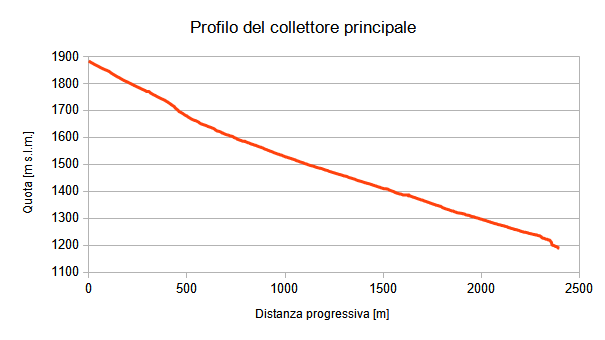 Profilo del collettore principale
1900
1800
1700
1600
1500
1400
1300
1200
1100
Quota [m s.l.m.]
0 500 1000 1500 2000 2500
Distanza progressiva [m]